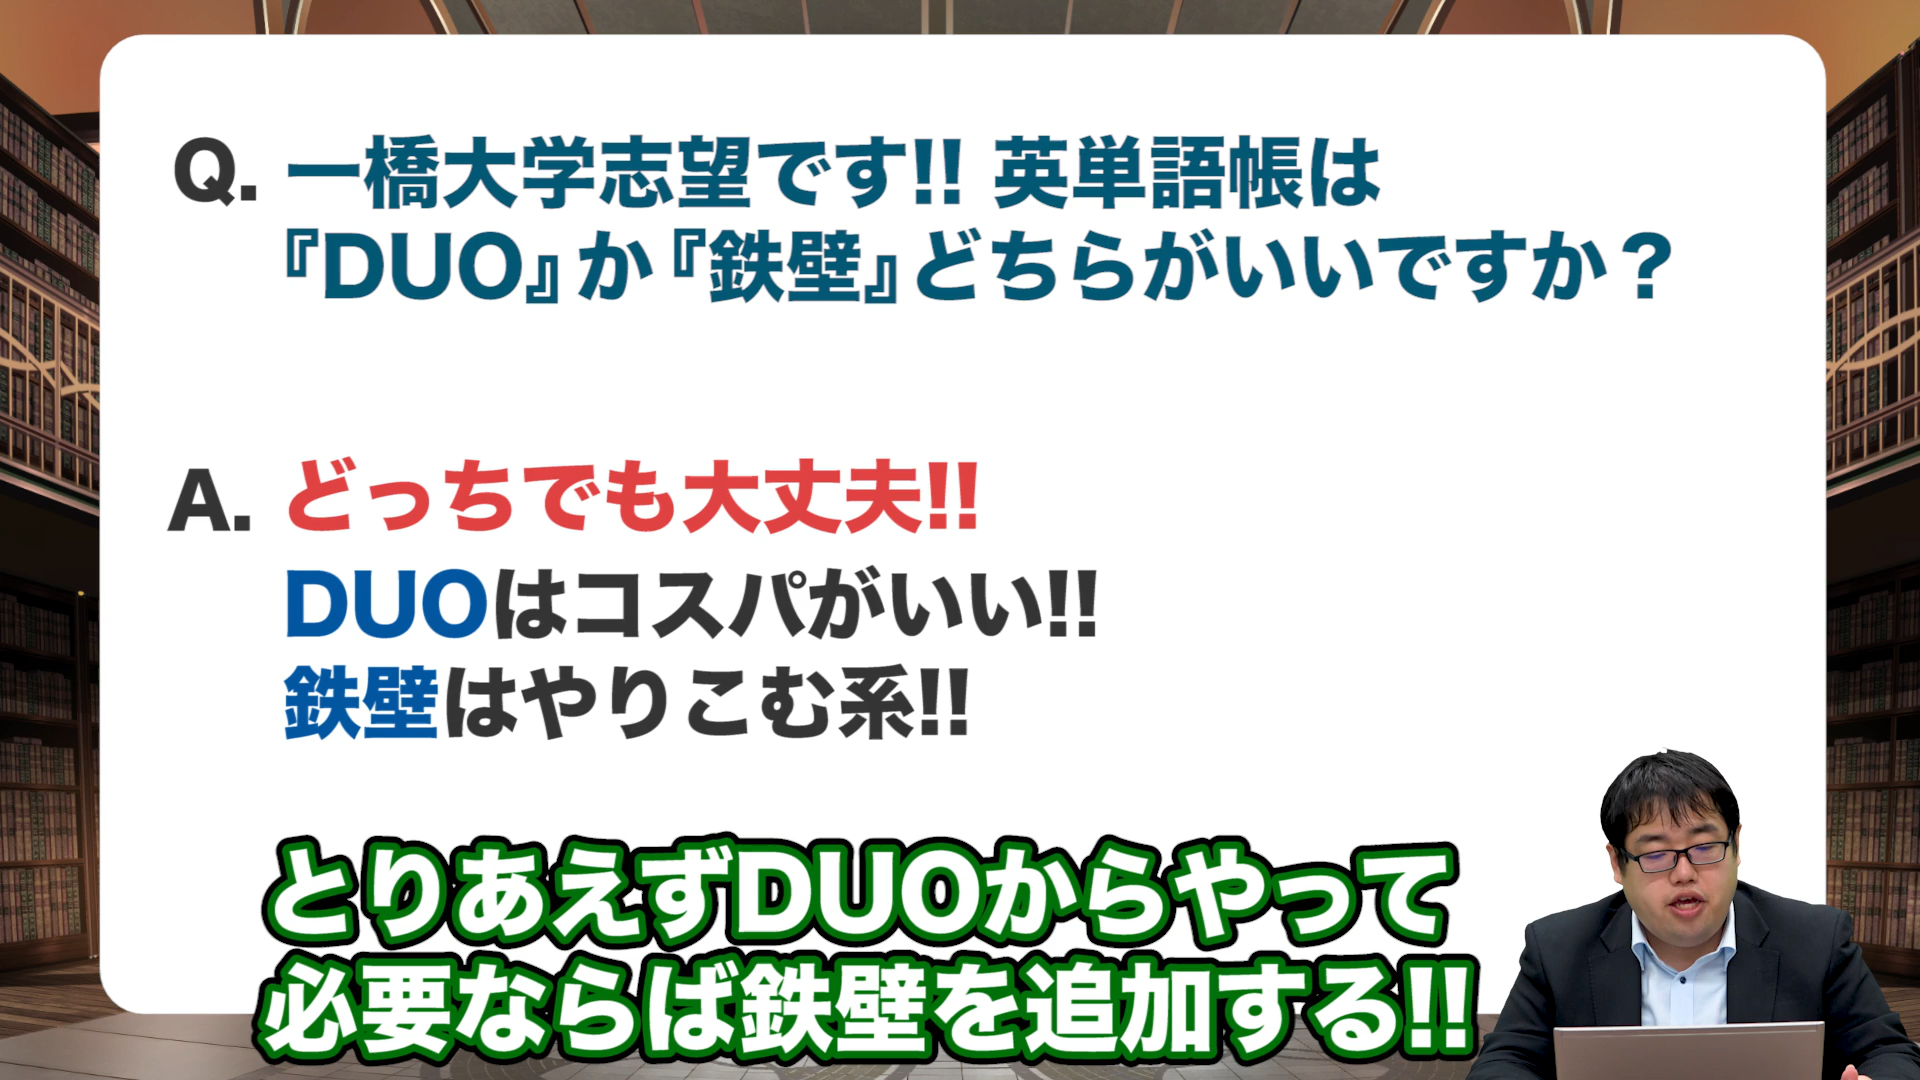 Q. 一橋大学志望です!! 英単語帳は
『DUO』か『鉄壁』どちらがいいですか？
A. どっちでも大丈夫!!
DUOはコスパがいい!!
鉄壁はやりこむ系!!
とりあえずDUOからやって
必要ならば鉄壁を追加する!!